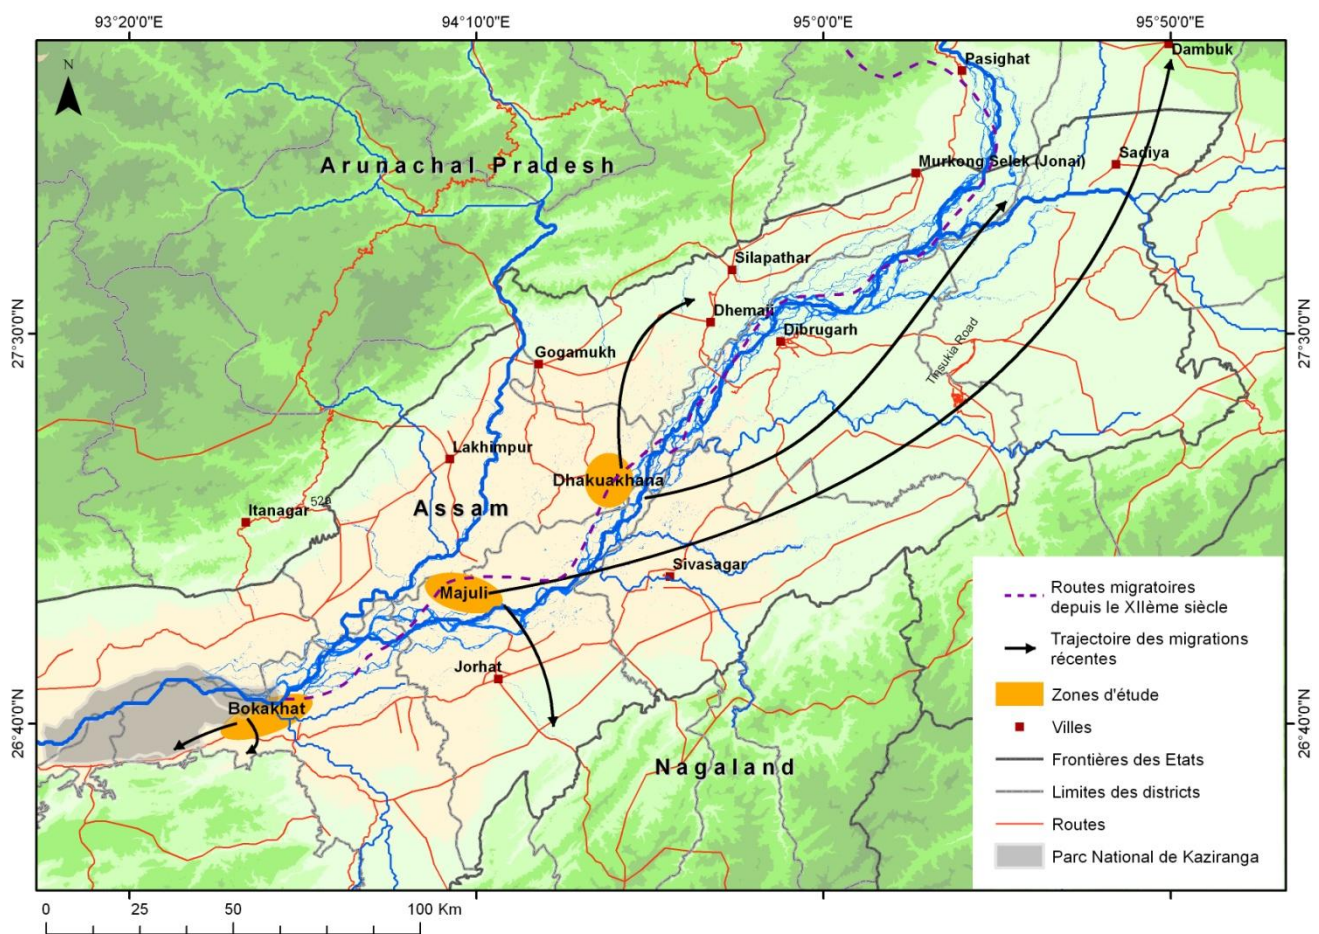 93°20'0"E 94°10'0"E 95°0'0"E 95°50'0"E
N
Pasighat
Dambuk
Arunachal Pradesh
Murkong Selek (Jonai)
Sadiya
Silapathar
27°30'0"N
Dhemaji
Dibrugarh
27°30'0"N
Gogamukh
Tinsukia Road
Lakhimpur
Dhakuakhana
Itanagar
52a
Assam
Sivasagar
Majuli
Jorhat
Bokakhat
26°40'0"N
26°40'0"N
Nagaland
Routes migratoires
depuis le XIIème siècle
Trajectoire des migrations
récentes
Zones d'étude
Villes
Frontières des Etats
Limites des districts
Routes
Parc National de Kaziranga
0 25 50 100 Km